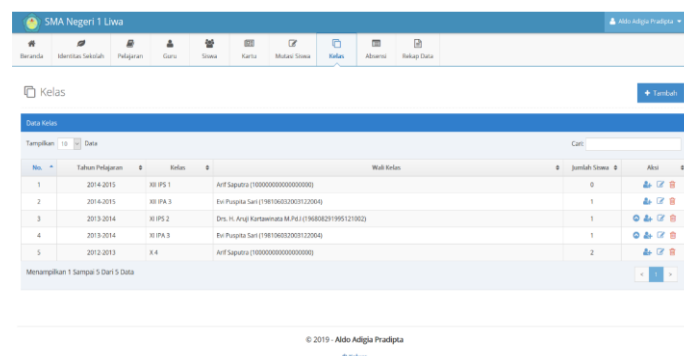 SMA Negeri 1 Liwa
Aldo Adigia Pradipta
Beranda Identitas Sekolah Pelajaran Guru Siswa Kartu Mutasi Siswa Kelas Absensi Rekap Data
Kelas
+ Tambah
Data Kelas
Tampilkan 10 Data Cari:
No. Tahun Pelajaran Kelas Wali Kelas Jumlah Siswa Aksi
1 2014-2015 XII IPS 1 Arif Saputra (100000000000000000) 0
2 2014-2015 XII IPA 3 Evi Puspita Sari (198106032003122004) 1
3 2013-2014 XI IPS 2 Drs. H. Aruji Kartawinata M.Pd.I (196808291995121002) 1
4 2013-2014 XI IPA 3 Evi Puspita Sari (198106032003122004) 1
5 2012-2013 X 4 Arif Saputra (100000000000000000) 2
Menampilkan 1 Sampai 5 Dari 5 Data
< 1 >
© 2019 - Aldo Adigia Pradipta